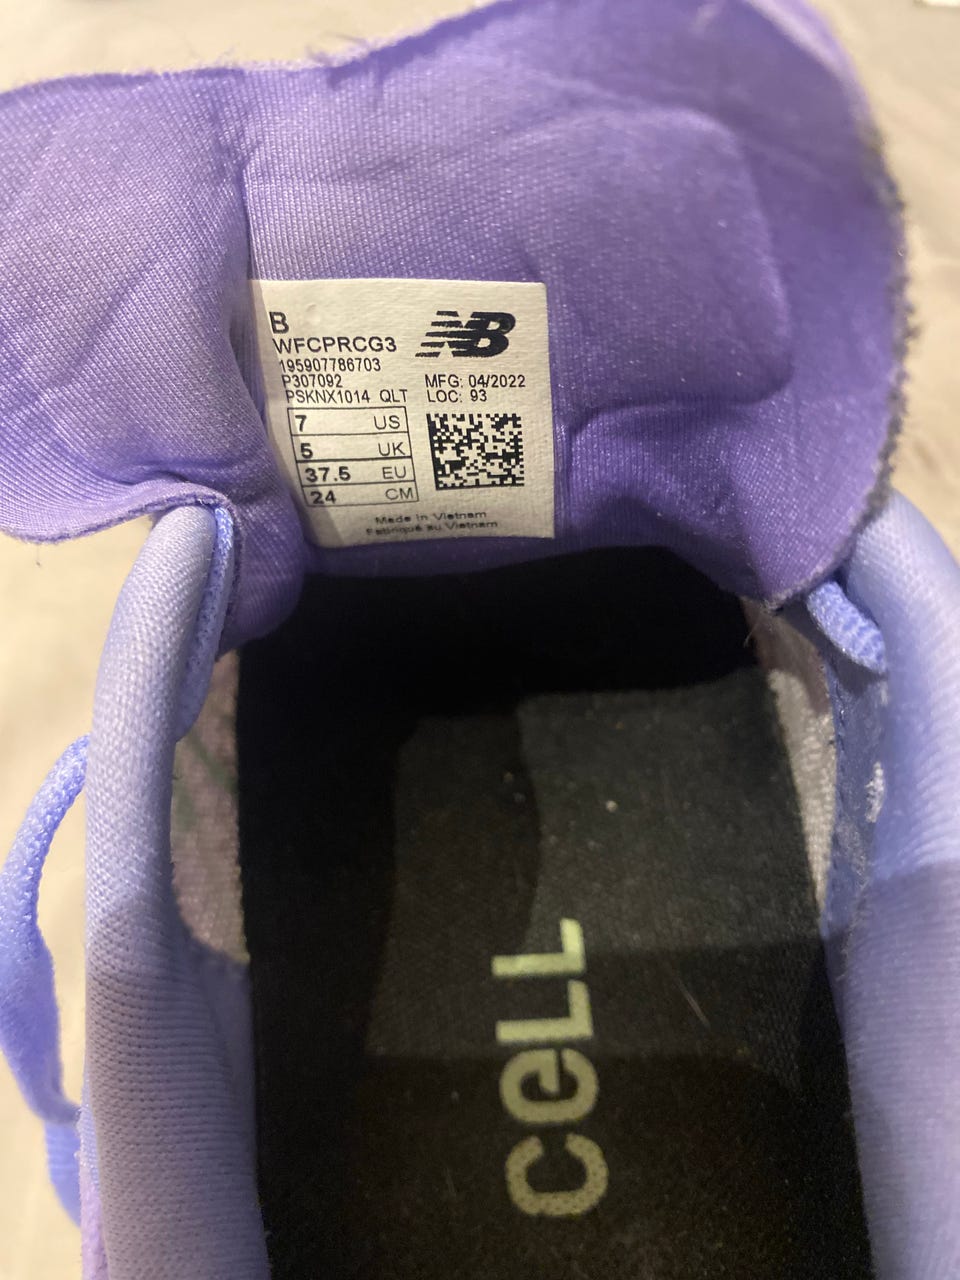 B
WFCPRCG3
195907786703
P307092
PSKNX1014 QLT
NB
MFG: 04/2022
LOC: 93
7 US
5 UK
37.5 EU
24 CM
Made in Vietnam
Fabriqué au Vietnam
CeLL